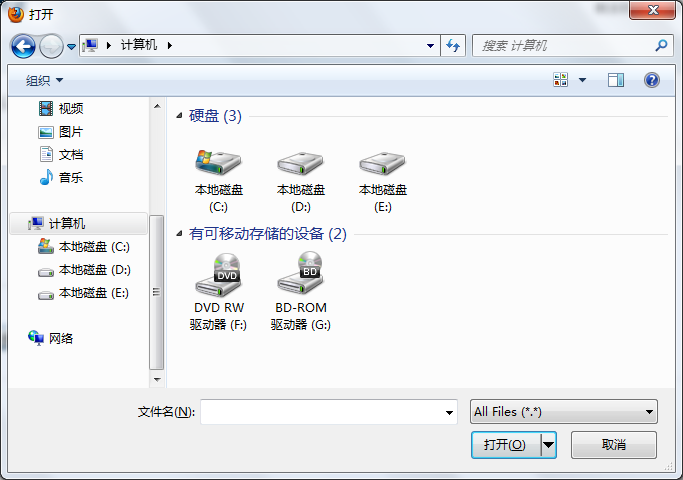 打开
计算机
搜索 计算机
组织
视频
图片
文档
音乐
计算机
本地磁盘 (C:)
本地磁盘 (D:)
本地磁盘 (E:)
网络
硬盘 (3)
本地磁盘
(C:)
本地磁盘
(D:)
本地磁盘
(E:)
有可移动存储的设备 (2)
DVD
DVD RW
驱动器 (F:)
BD
BD-ROM
驱动器 (G:)
文件名(N):
All Files (*.*)
打开(O)
取消